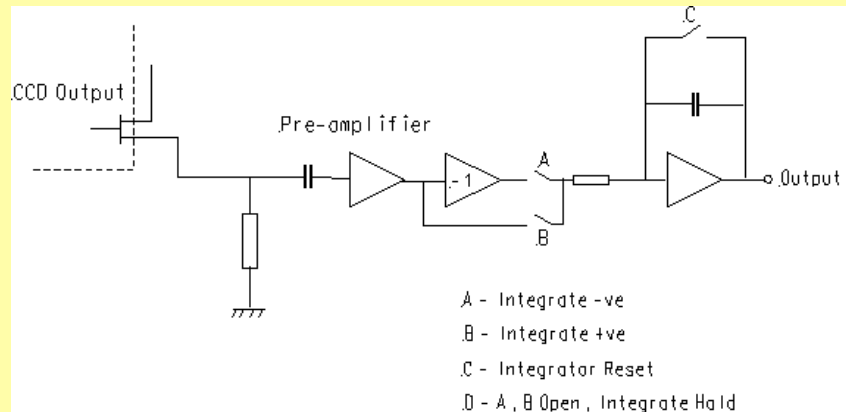 .C
.CCD Output
.Pre-amplifier
.A
.-1
.Output
.B
.A - Integrate -ve
.B - Integrate +ve
.C - Integrator Reset
.D - A , B Open , Integrate Hold